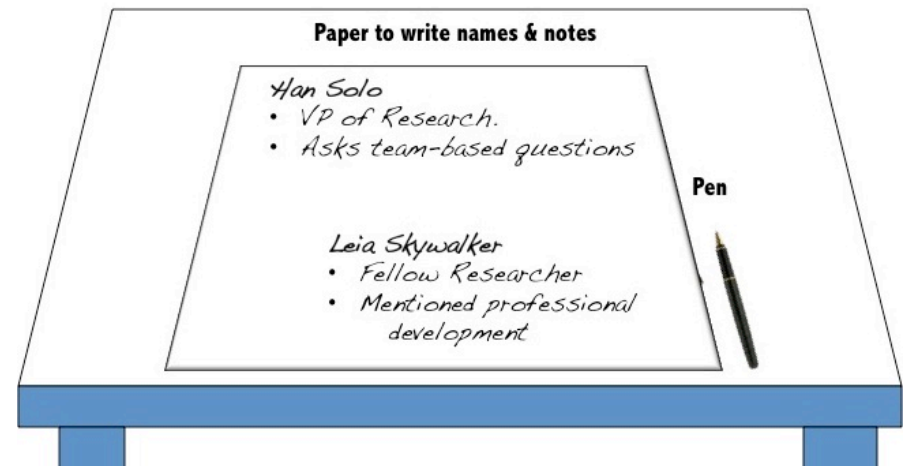 Paper to write names & notes
Han Solo
• VP of Research.
• Asks team-based questions
Pen
Leia Skywalker
• Fellow Researcher
• Mentioned professional
development